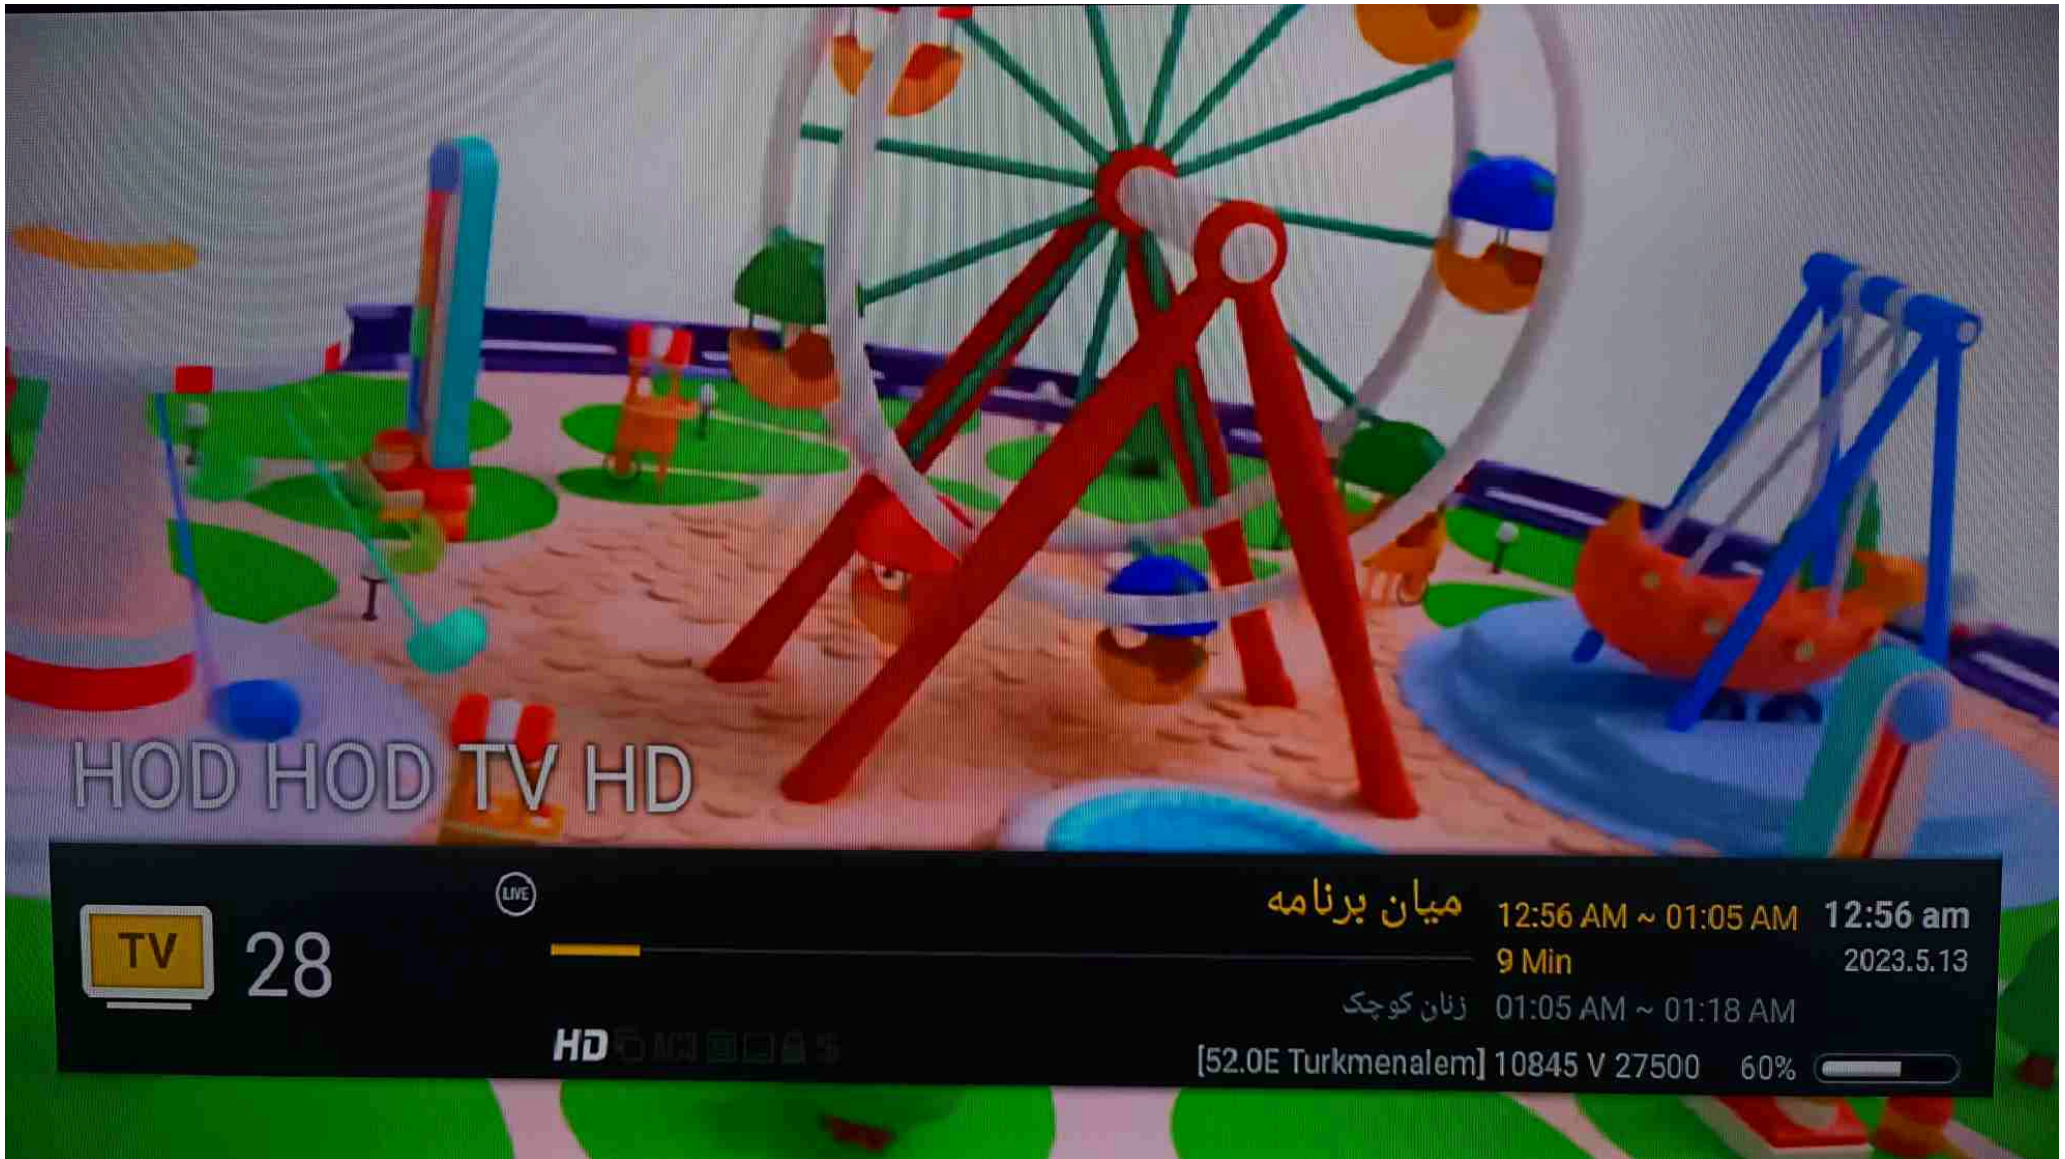 HOD HOD TV HD
TV
28
LIVE
میان برنامه
12:56 AM ~ 01:05 AM
12:56 am
9 Min
2023.5.13
زنان کوچک
01:05 AM ~ 01:18 AM
HD
[52.0E Turkmenalem] 10845 V 27500
60%